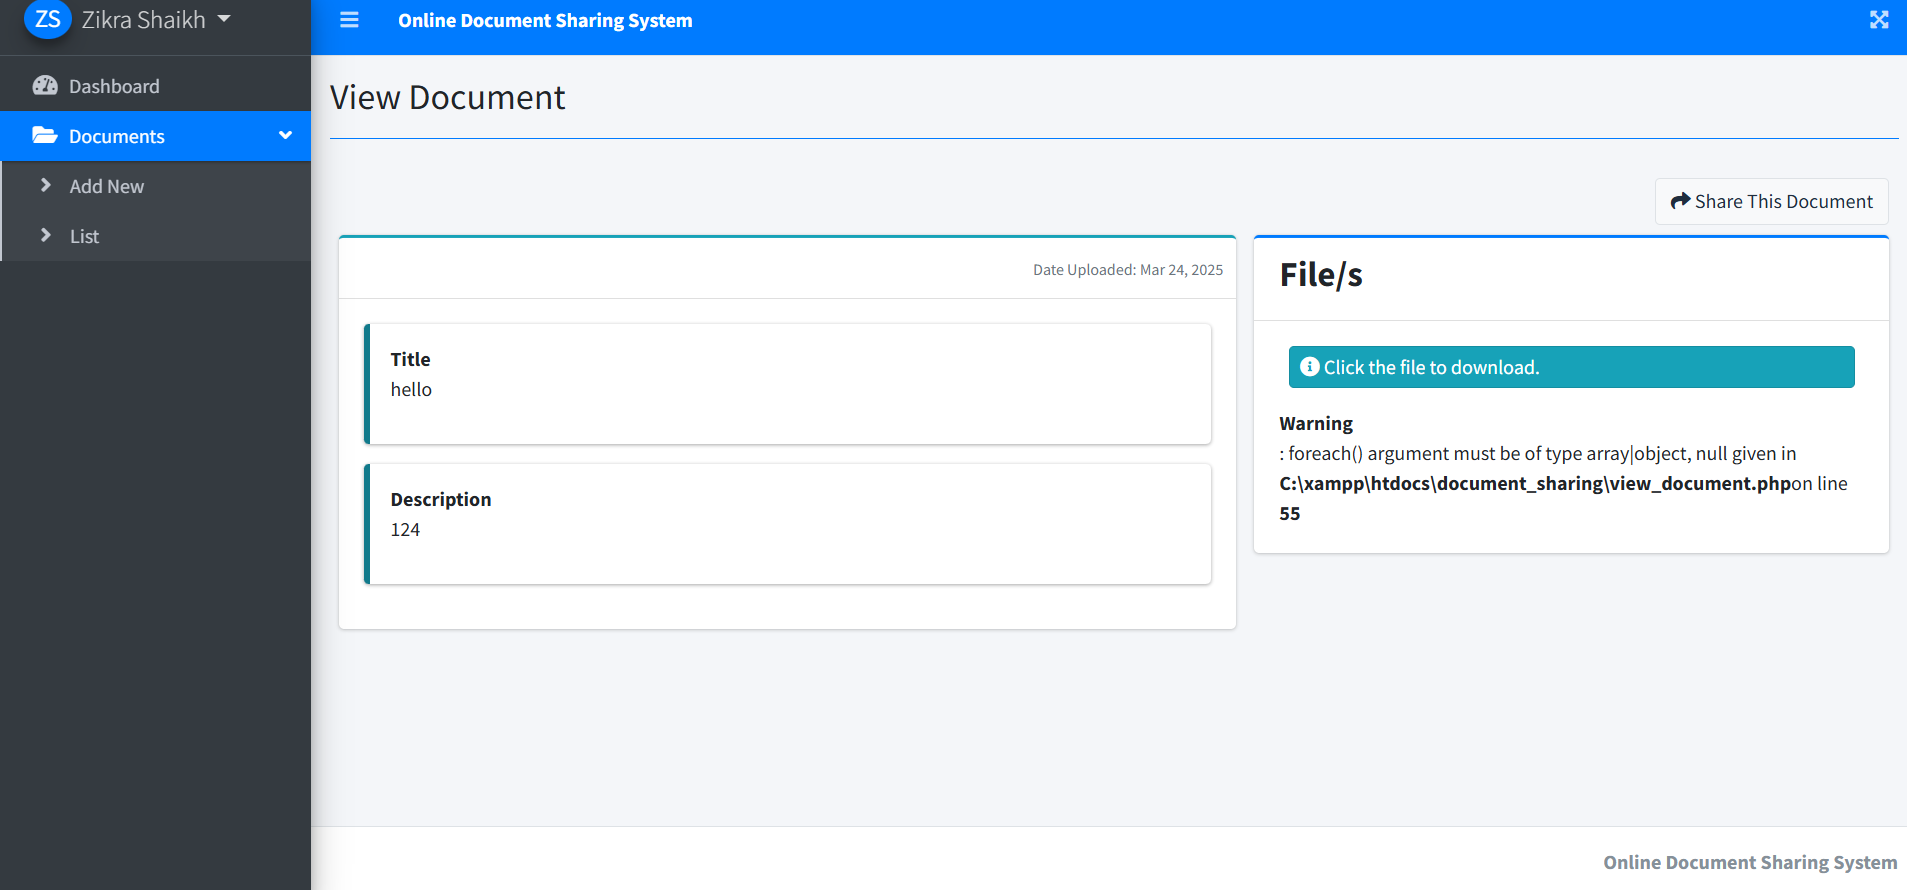 ZS Zikra Shaikh
Online Document Sharing System
Dashboard
Documents
Add New
List
View Document
Share This Document
Date Uploaded: Mar 24, 2025
Title
hello
Description
124
File/s
Click the file to download.
Warning
: foreach() argument must be of type array|object, null given in
C:\xampp\htdocs\document_sharing\view_document.phpon line
55
Online Document Sharing System